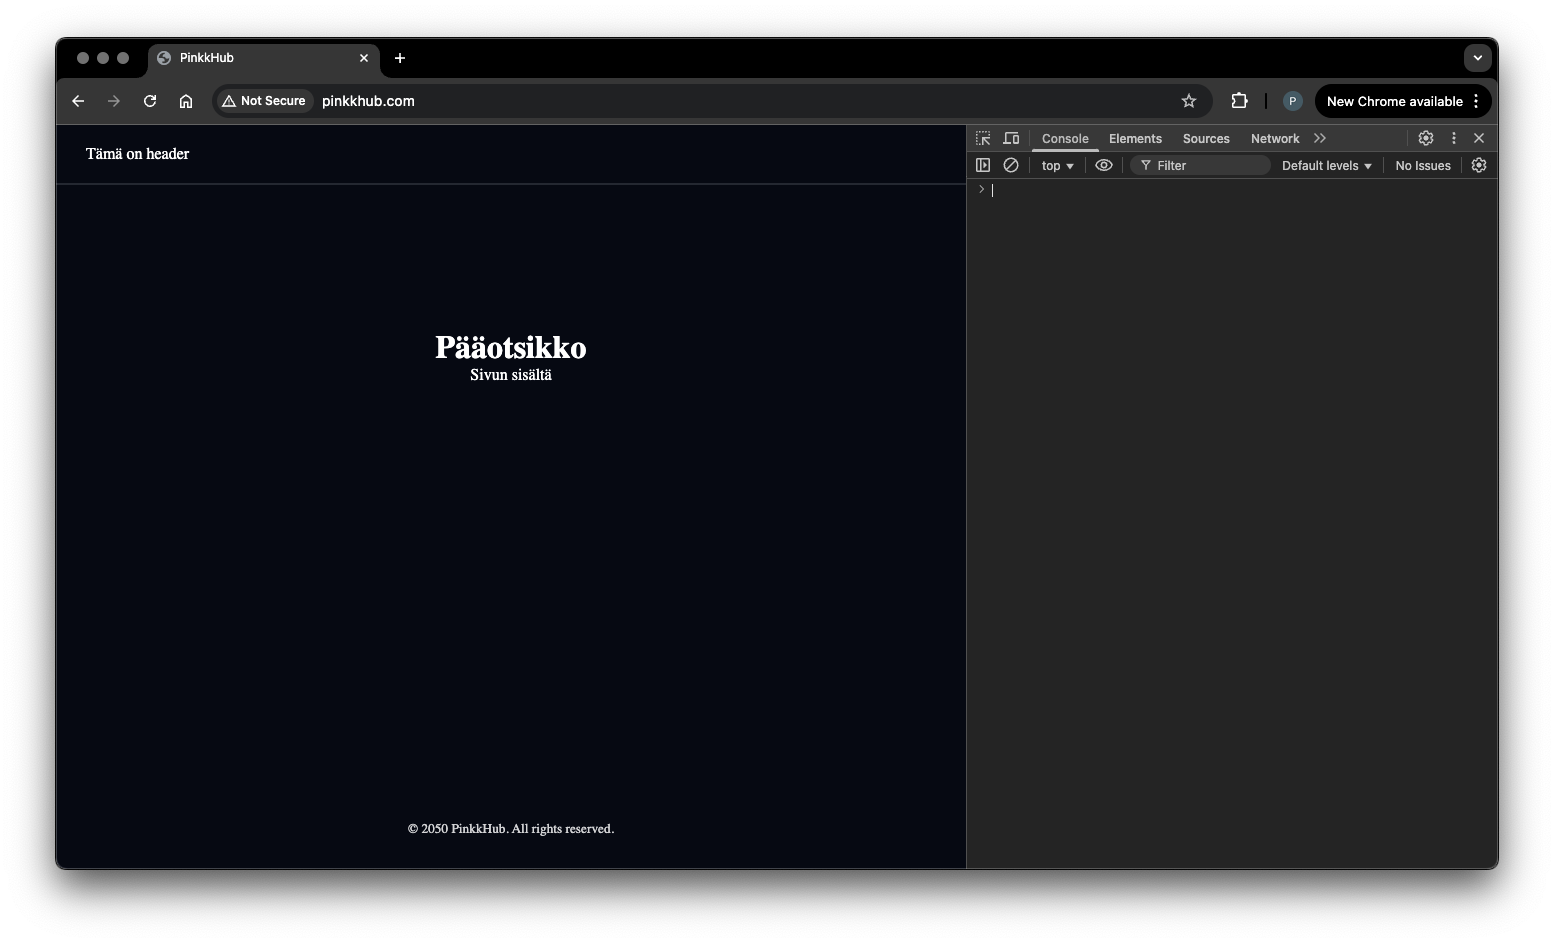 PinkkHub
Not Secure pinkkhub.com P New Chrome available
Console Elements Sources Network
top Filter Default levels No Issues
Tämä on header
Pääotsikko
Sivun sisältä
© 2050 PinkkHub. All rights reserved.